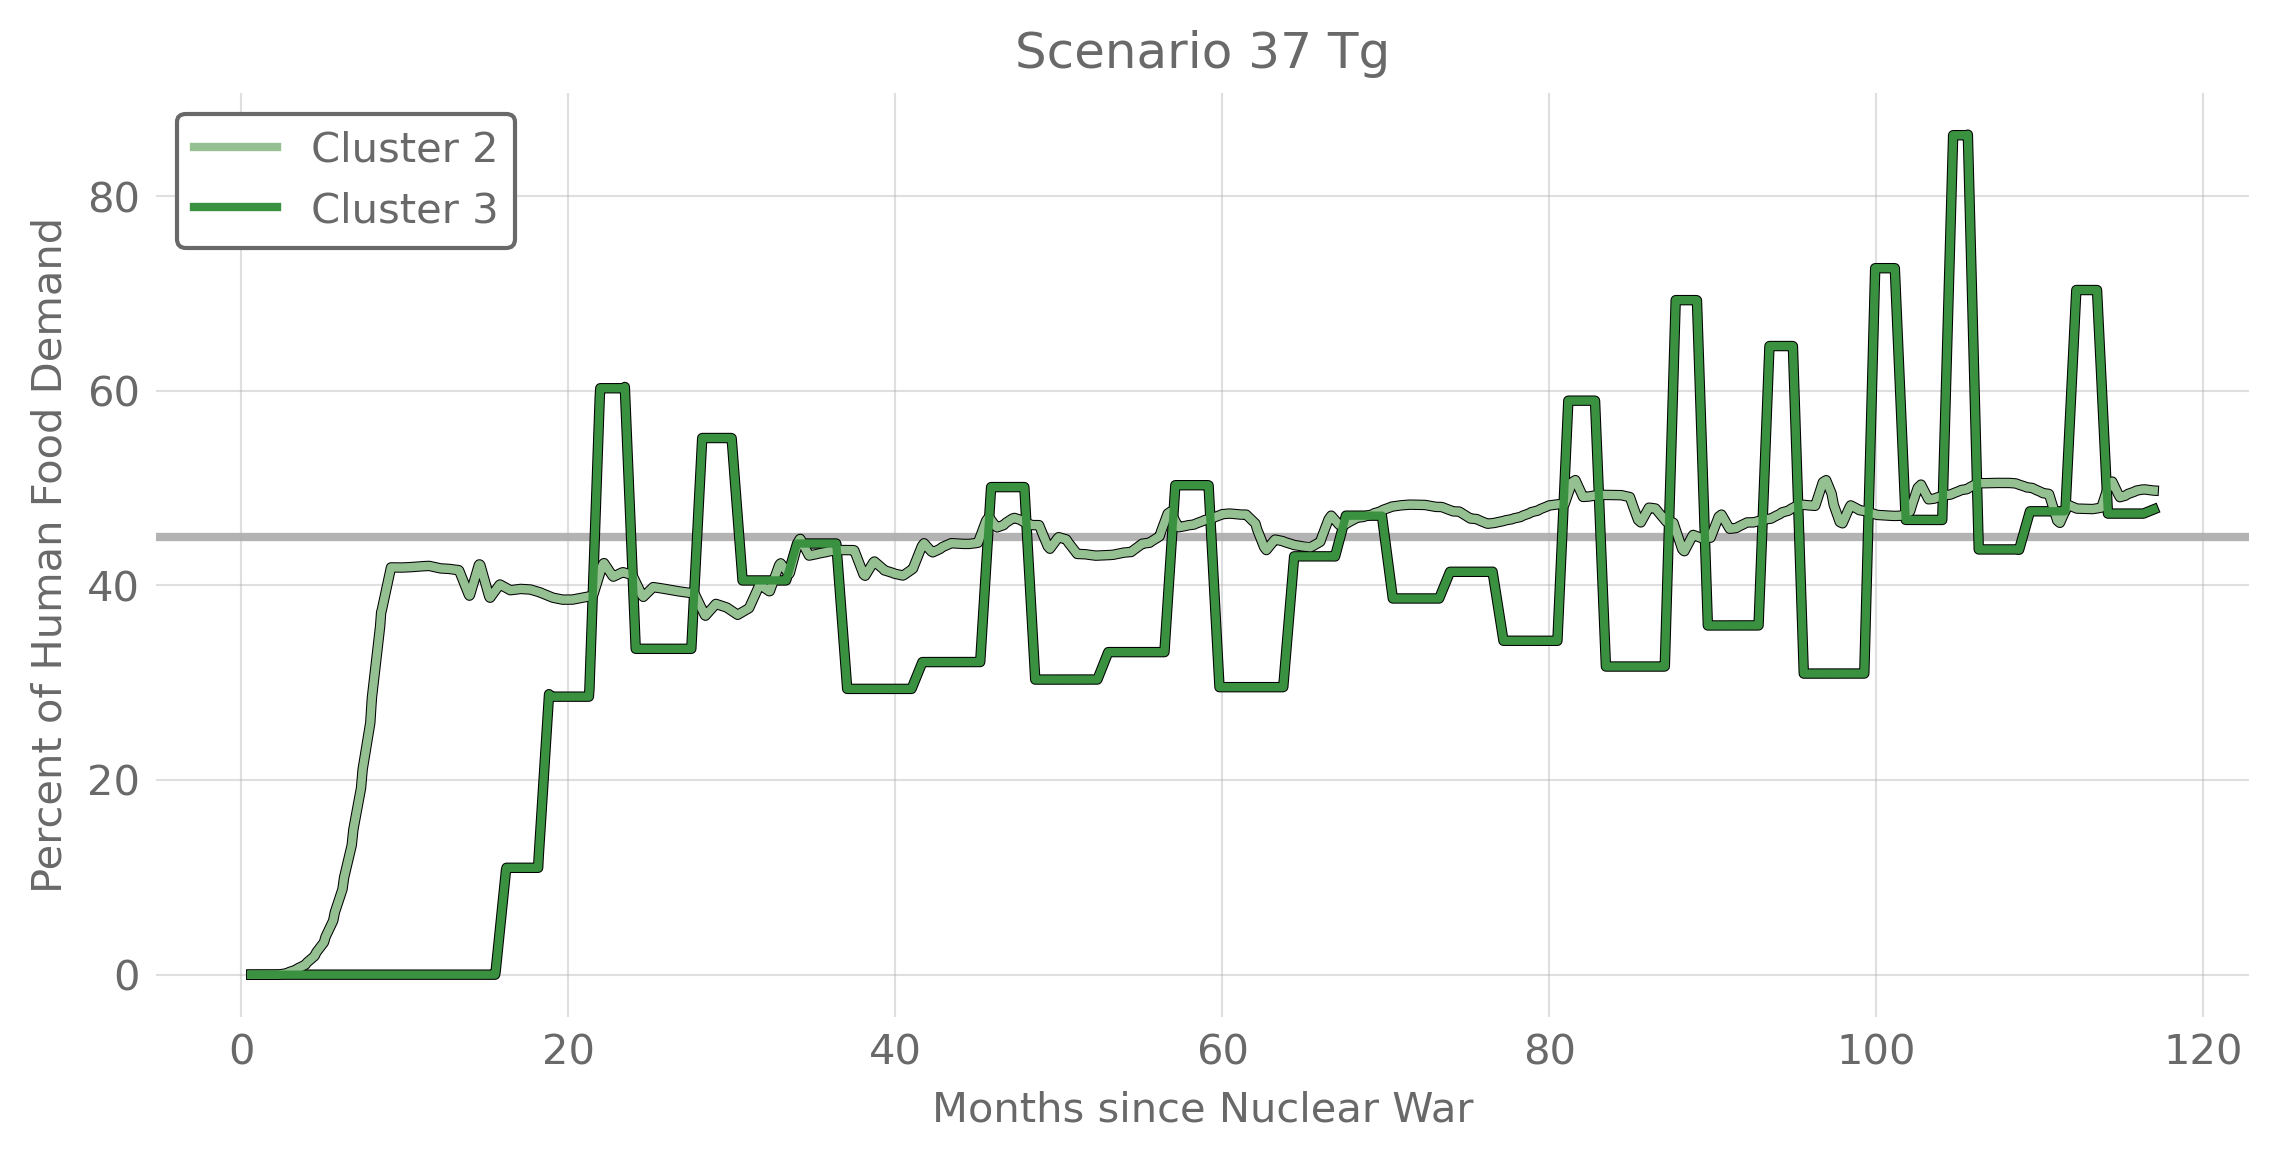 Scenario 37 Tg
Cluster 2
Cluster 3
Percent of Human Food Demand
80
60
40
20
0
0 20 40 60 80 100 120
Months since Nuclear War